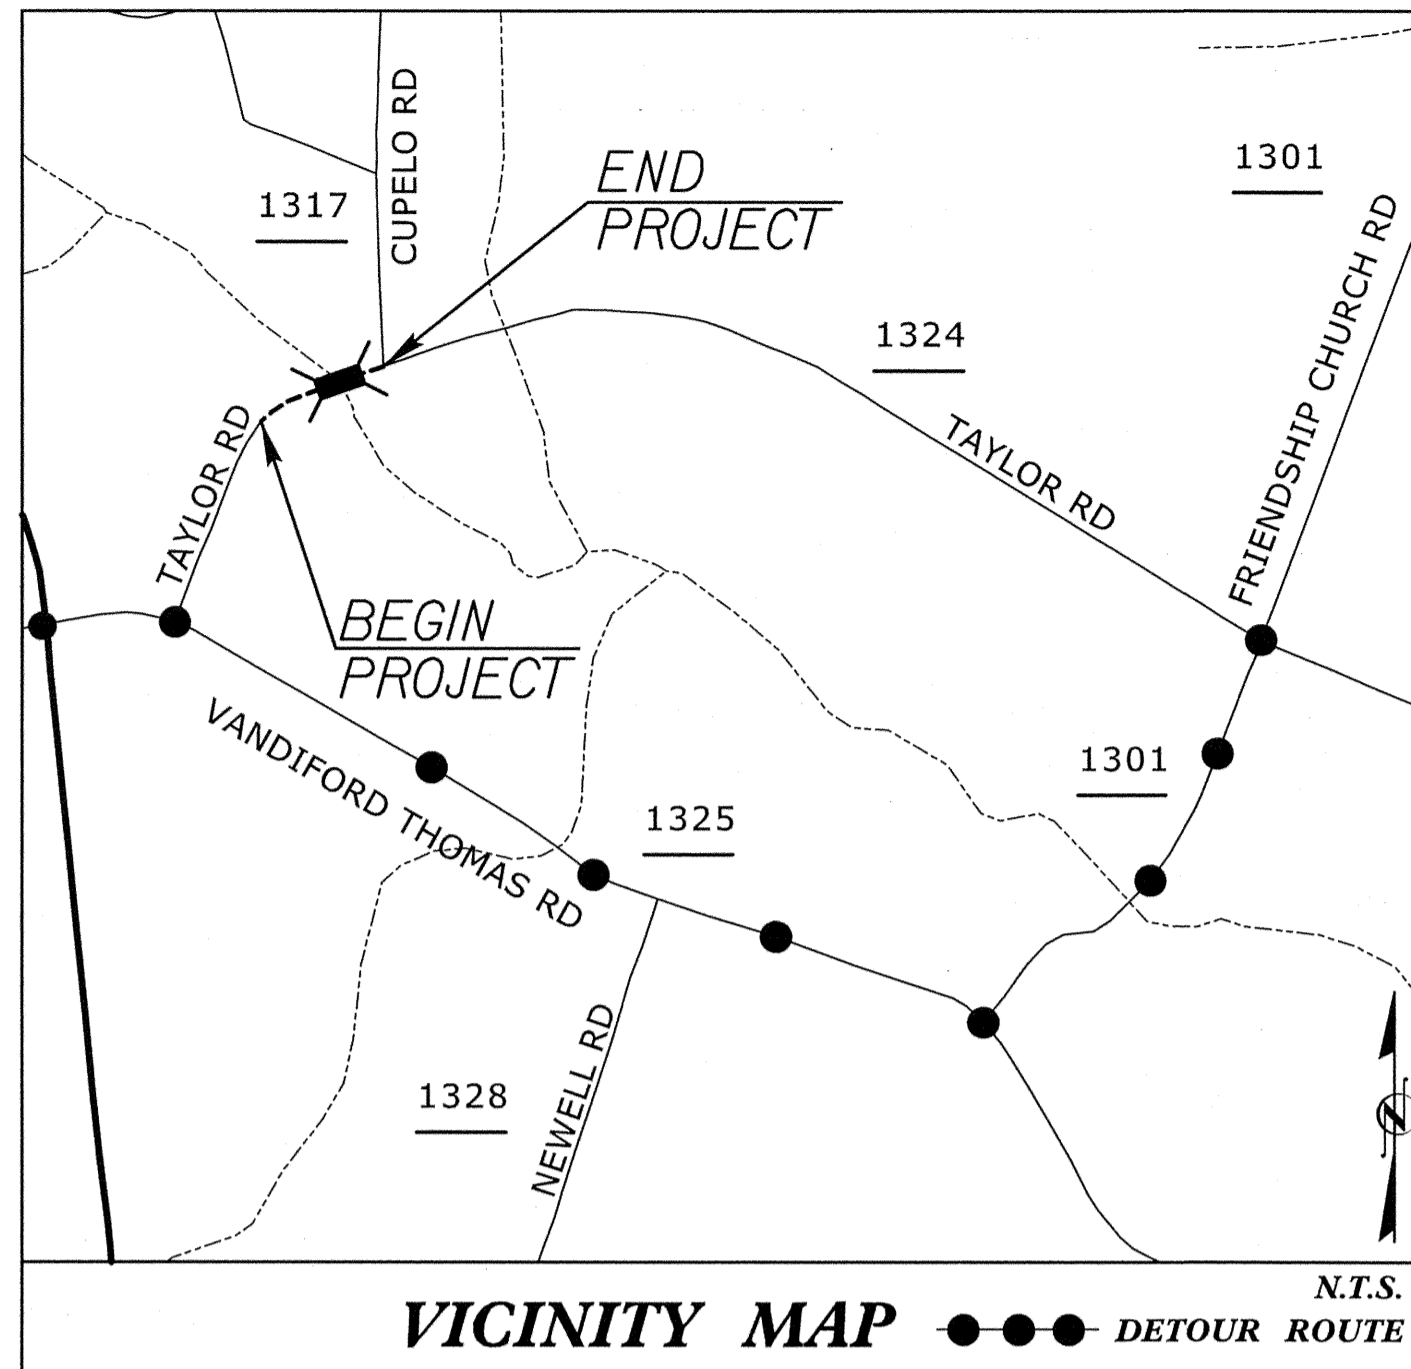 CUPELO RD
END
PROJECT
1317
1301
FRIENDSHIP CHURCH RD
1324
TAYLOR RD
TAYLOR RD
BEGIN
PROJECT
VANDIFORD THOMAS RD
1301
1325
NEWELL RD
1328
N
N.T.S.
VICINITY MAP
DETOUR ROUTE